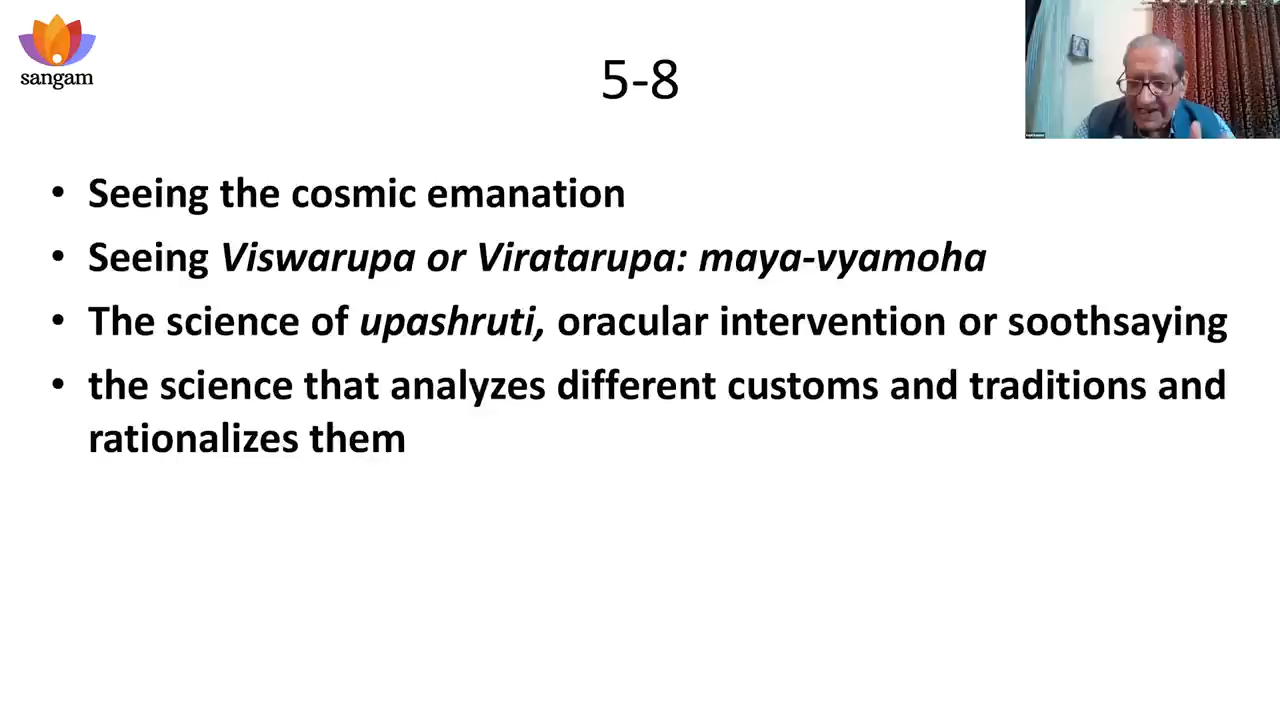 sangam
5-8
• Seeing the cosmic emanation
• Seeing Viswarupa or Viratarupa: maya-vyamoha
• The science of upashruti, oracular intervention or soothsaying
• the science that analyzes different customs and traditions and
rationalizes them